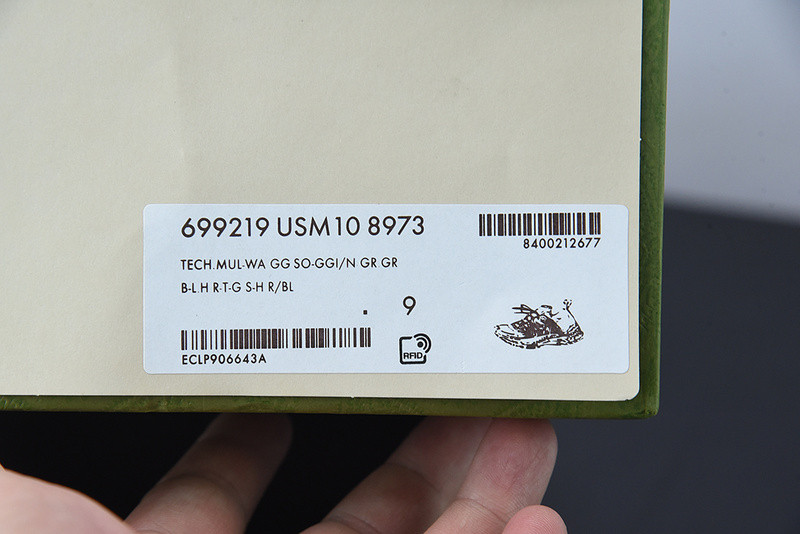 699219 USM10 8973
8400212677
TECH.MUL-WA GG SO-GGI/N GR.GR
B-L.H R-T-G S-H R/BL
. 9
ECLP906643A
RFID